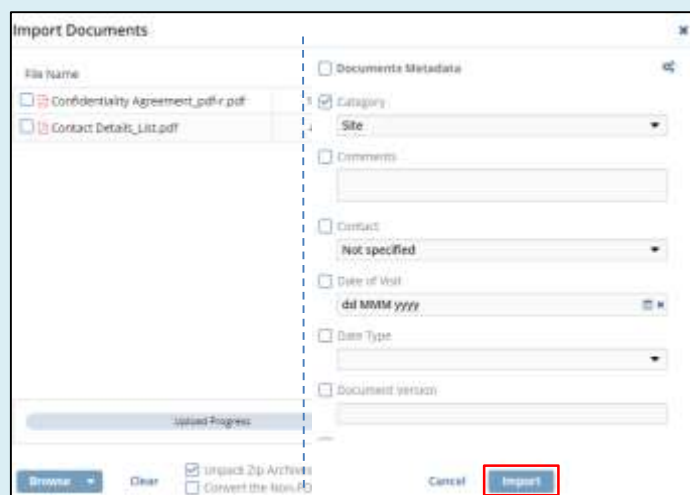 Import Documents
File Name
Confidentiality Agreement_pdf-r.pdf
Contact Details_List.pdf
Upload Progress
Browse
Clear
Unpack Zip Archives
Convert the Non-PD
Documents Metadata
Category
Site
Comments
Contact
Not specified
Date of Visit
dd MMM yyyy
Date Type
Document Version
Cancel
Import